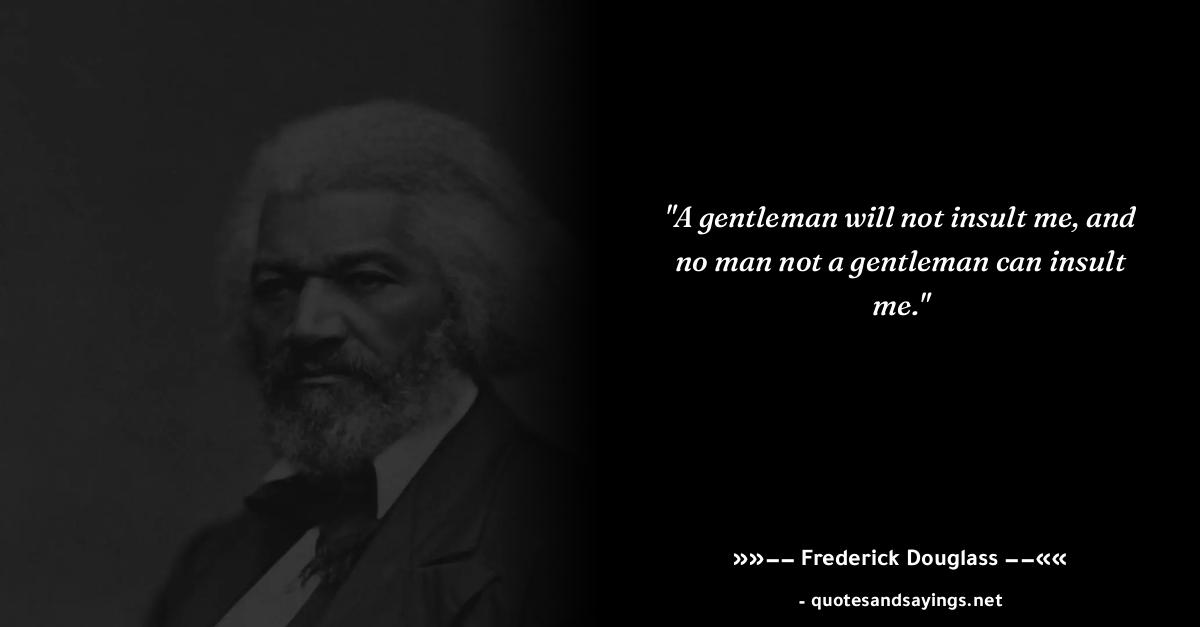 "A gentleman will not insult me, and
no man not a gentleman can insult
me."
»»–– Frederick Douglass ––««
- quotesandsayings.net